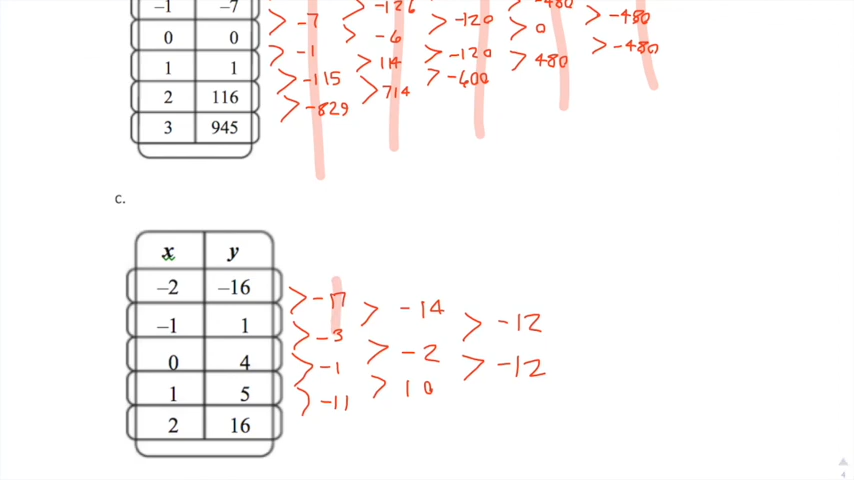 -1 -7 > -7 > -126 > -120 > -480 > -480
0 0 > -1 > -6 > -120 > 0 > -480
1 1 > -115 > 114 > -600 > 480
2 116 > -829 > 714
3 945
c.
x y
-2 -16 > -17 > -14 > -12
-1 1 > -3 > -2 > -12
0 4 > -1 > 10
1 5 > -11
2 16
4